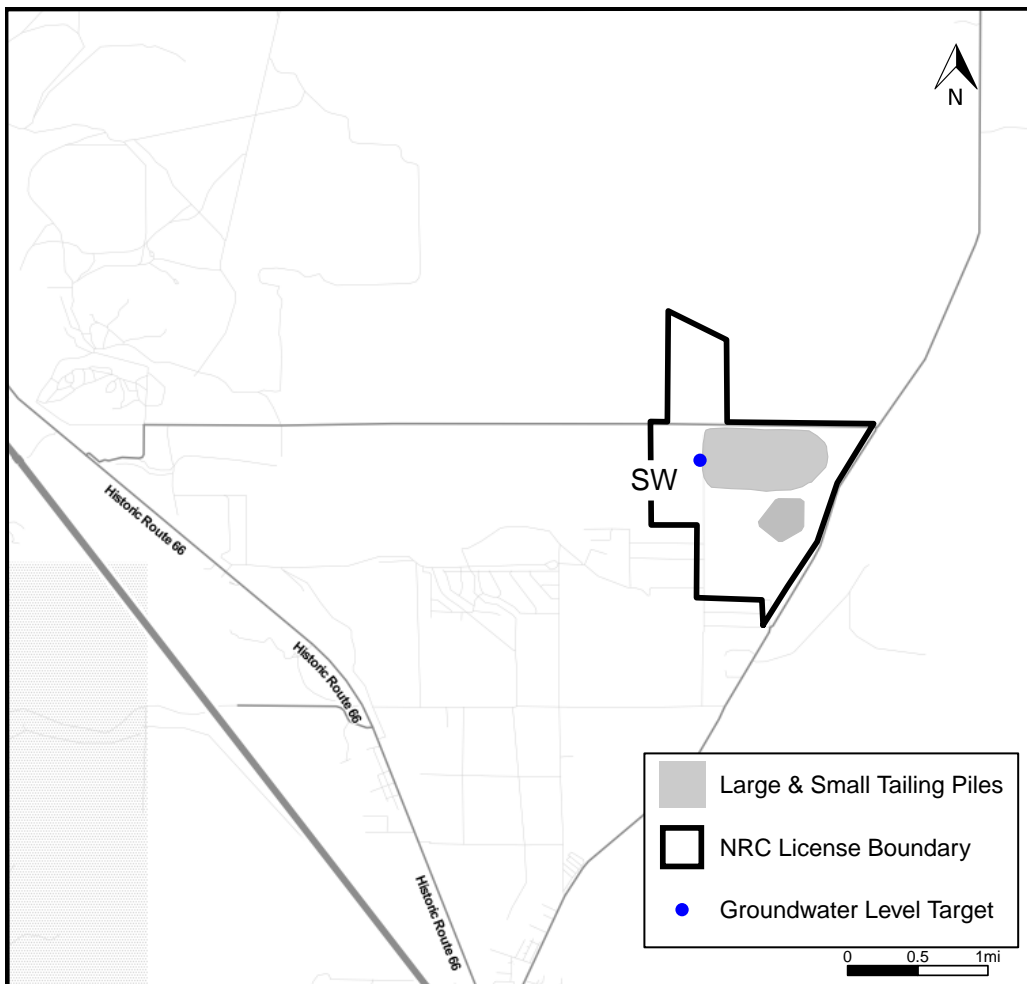 N
SW
Historic Route 66
Historic Route 66
Historic Route 66
Large & Small Tailing Piles
NRC License Boundary
Groundwater Level Target
0 0.5 1mi